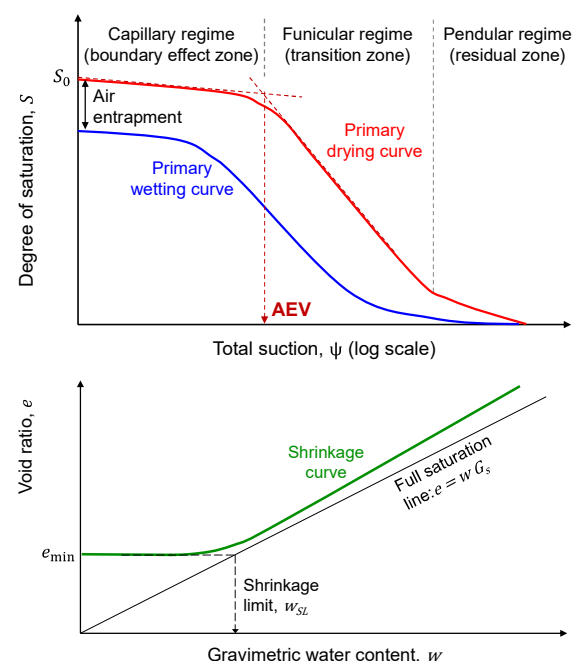 Capillary regime
(boundary effect zone)
Funicular regime
(transition zone)
Pendular regime
(residual zone)
S₀
Air
entrapment
Primary
drying curve
Primary
wetting curve
Degree of saturation, S
AEV
Total suction, ψ (log scale)
Void ratio, e
Shrinkage
curve
Full saturation
line: e = w Gₛ
e_min
Shrinkage
limit, w_SL
Gravimetric water content, w